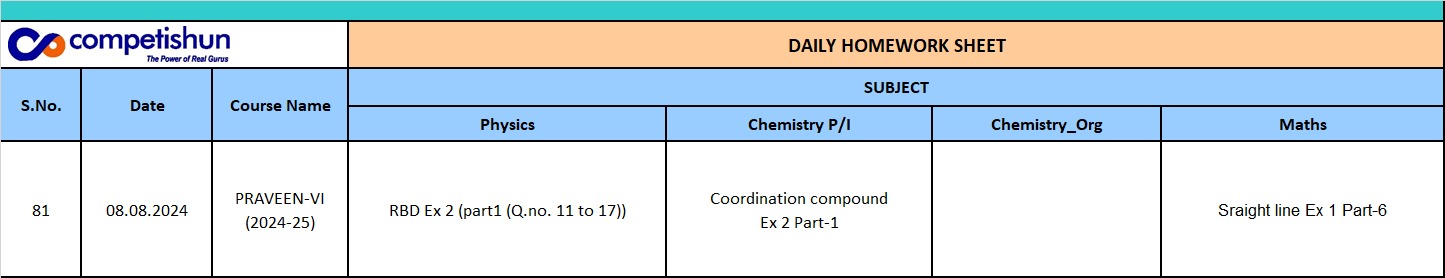 competishun
The Power of Real Gurus
DAILY HOMEWORK SHEET
S.No.
Date
Course Name
SUBJECT
Physics
Chemistry P/I
Chemistry_Org
Maths
81
08.08.2024
PRAVEEN-VI
(2024-25)
RBD Ex 2 (part1 (Q.no. 11 to 17))
Coordination compound
Ex 2 Part-1
Sraight line Ex 1 Part-6